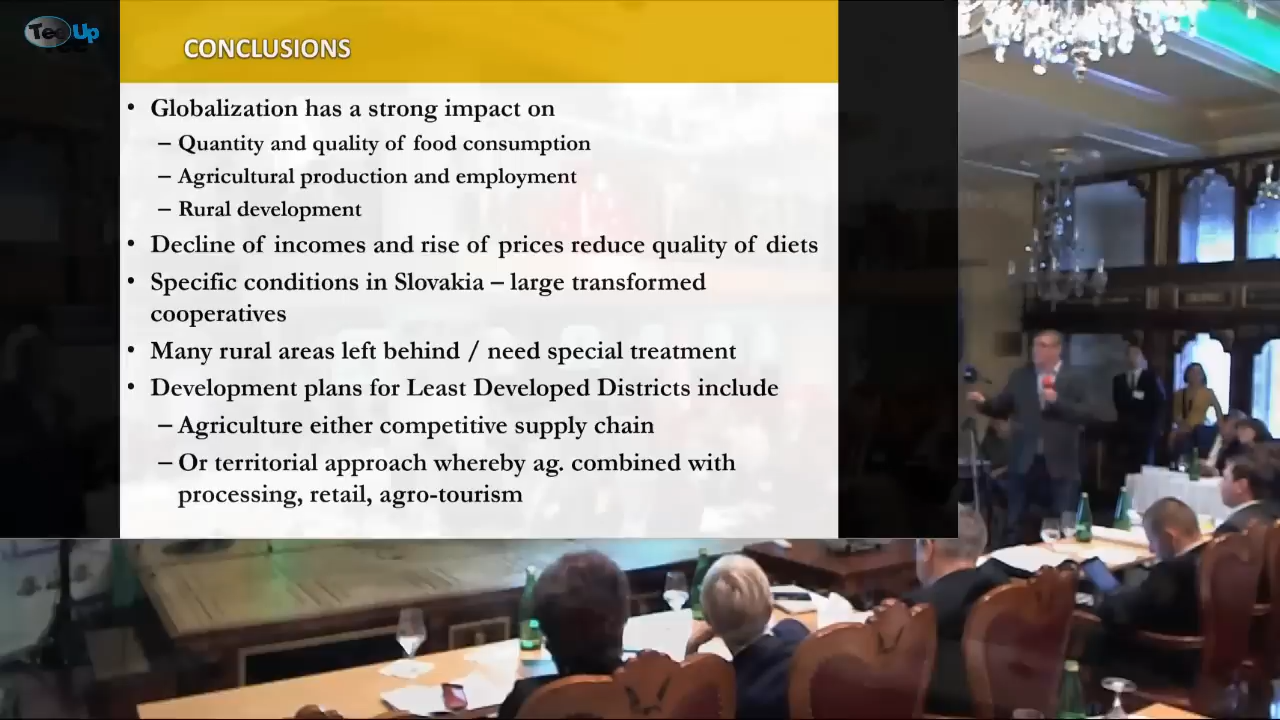 TecUp
CONCLUSIONS
• Globalization has a strong impact on
– Quantity and quality of food consumption
– Agricultural production and employment
– Rural development
• Decline of incomes and rise of prices reduce quality of diets
• Specific conditions in Slovakia – large transformed
cooperatives
• Many rural areas left behind / need special treatment
• Development plans for Least Developed Districts include
– Agriculture either competitive supply chain
– Or territorial approach whereby ag. combined with
processing, retail, agro-tourism